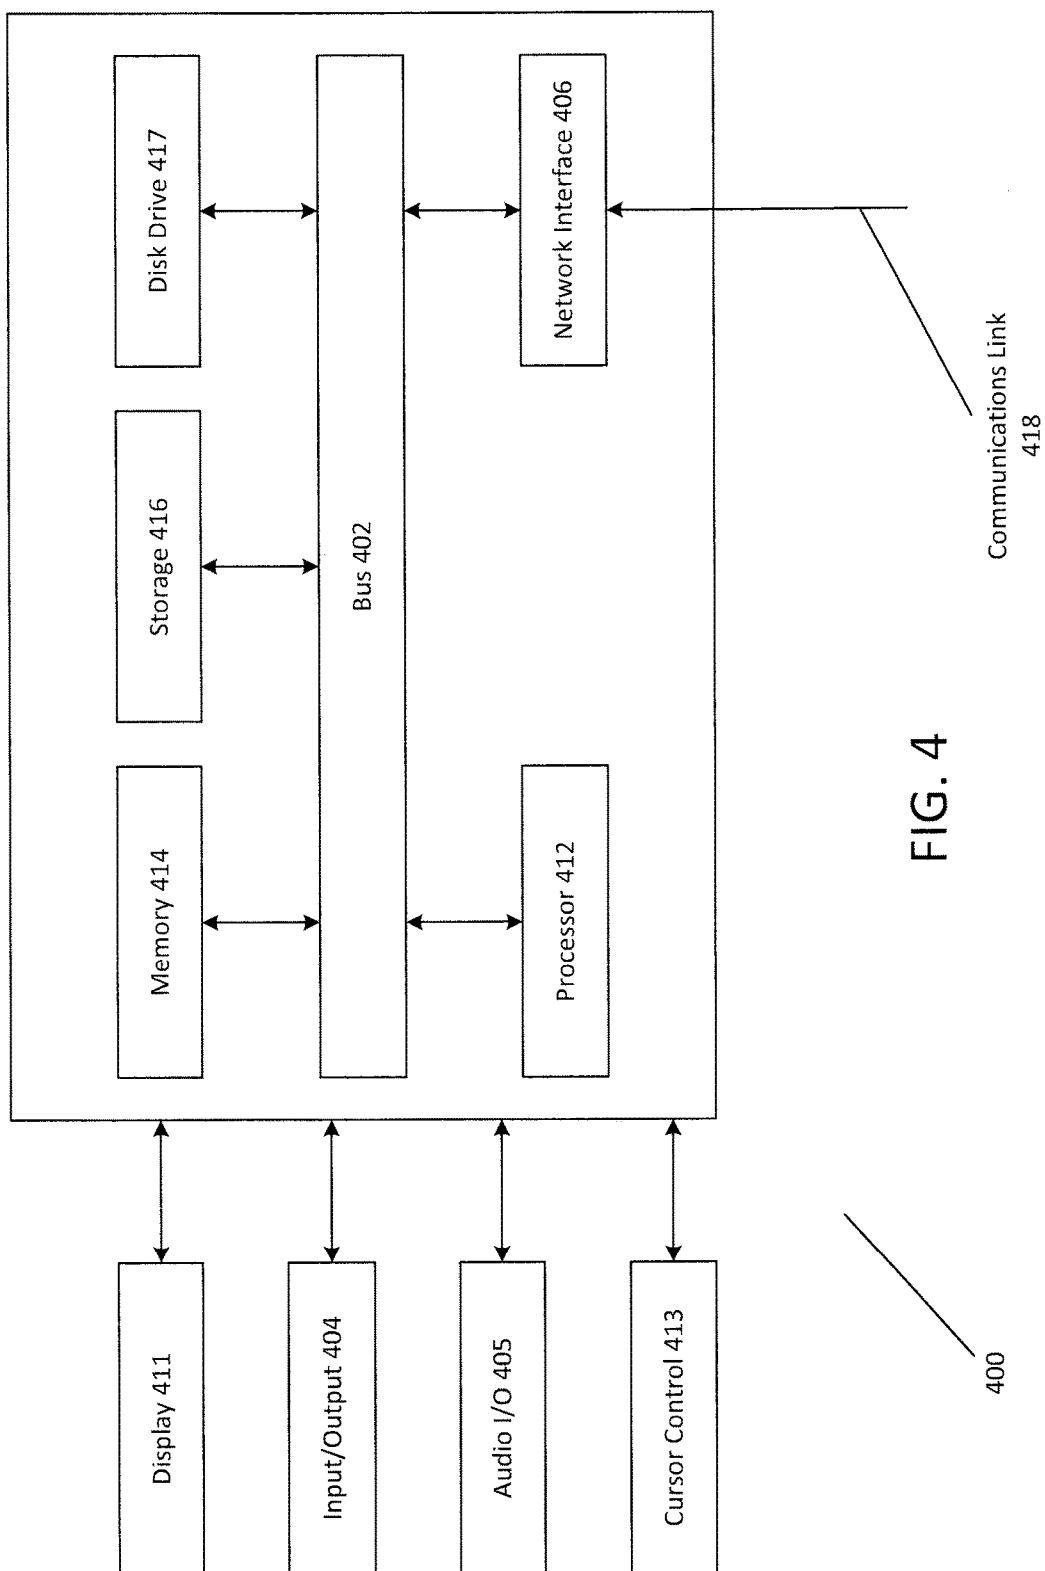 Display 411
Input/Output 404
Audio I/O 405
Cursor Control 413
Memory 414
Storage 416
Disk Drive 417
Bus 402
Processor 412
Network Interface 406
Communications Link
418
400
FIG. 4